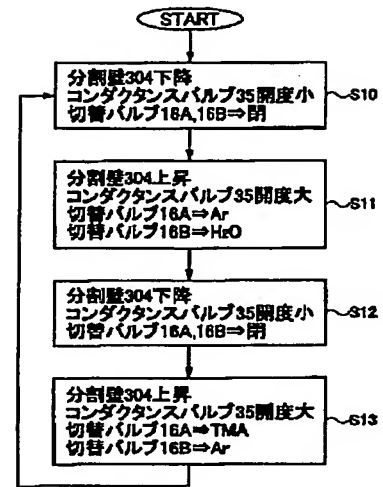 START
分割壁304下降
コンダクタンスバルブ35開度小
切替バルブ16A,16B⇒閉
S10
分割壁304上昇
コンダクタンスバルブ35開度大
切替バルブ16A⇒Ar
切替バルブ16B⇒H₂O
S11
分割壁304下降
コンダクタンスバルブ35開度小
切替バルブ16A,16B⇒閉
S12
分割壁304上昇
コンダクタンスバルブ35開度大
切替バルブ16A⇒TMA
切替バルブ16B⇒Ar
S13